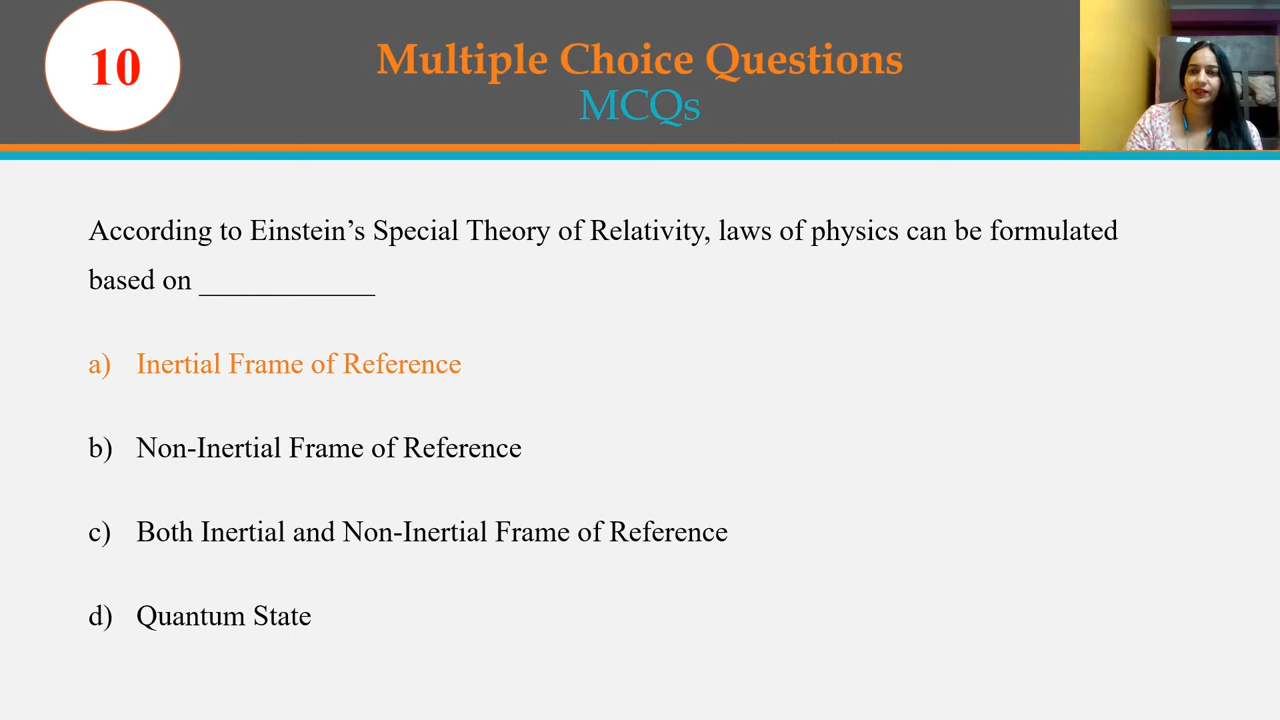 10
Multiple Choice Questions
MCQs
According to Einstein’s Special Theory of Relativity, laws of physics can be formulated
based on ____________
a) Inertial Frame of Reference
b) Non-Inertial Frame of Reference
c) Both Inertial and Non-Inertial Frame of Reference
d) Quantum State